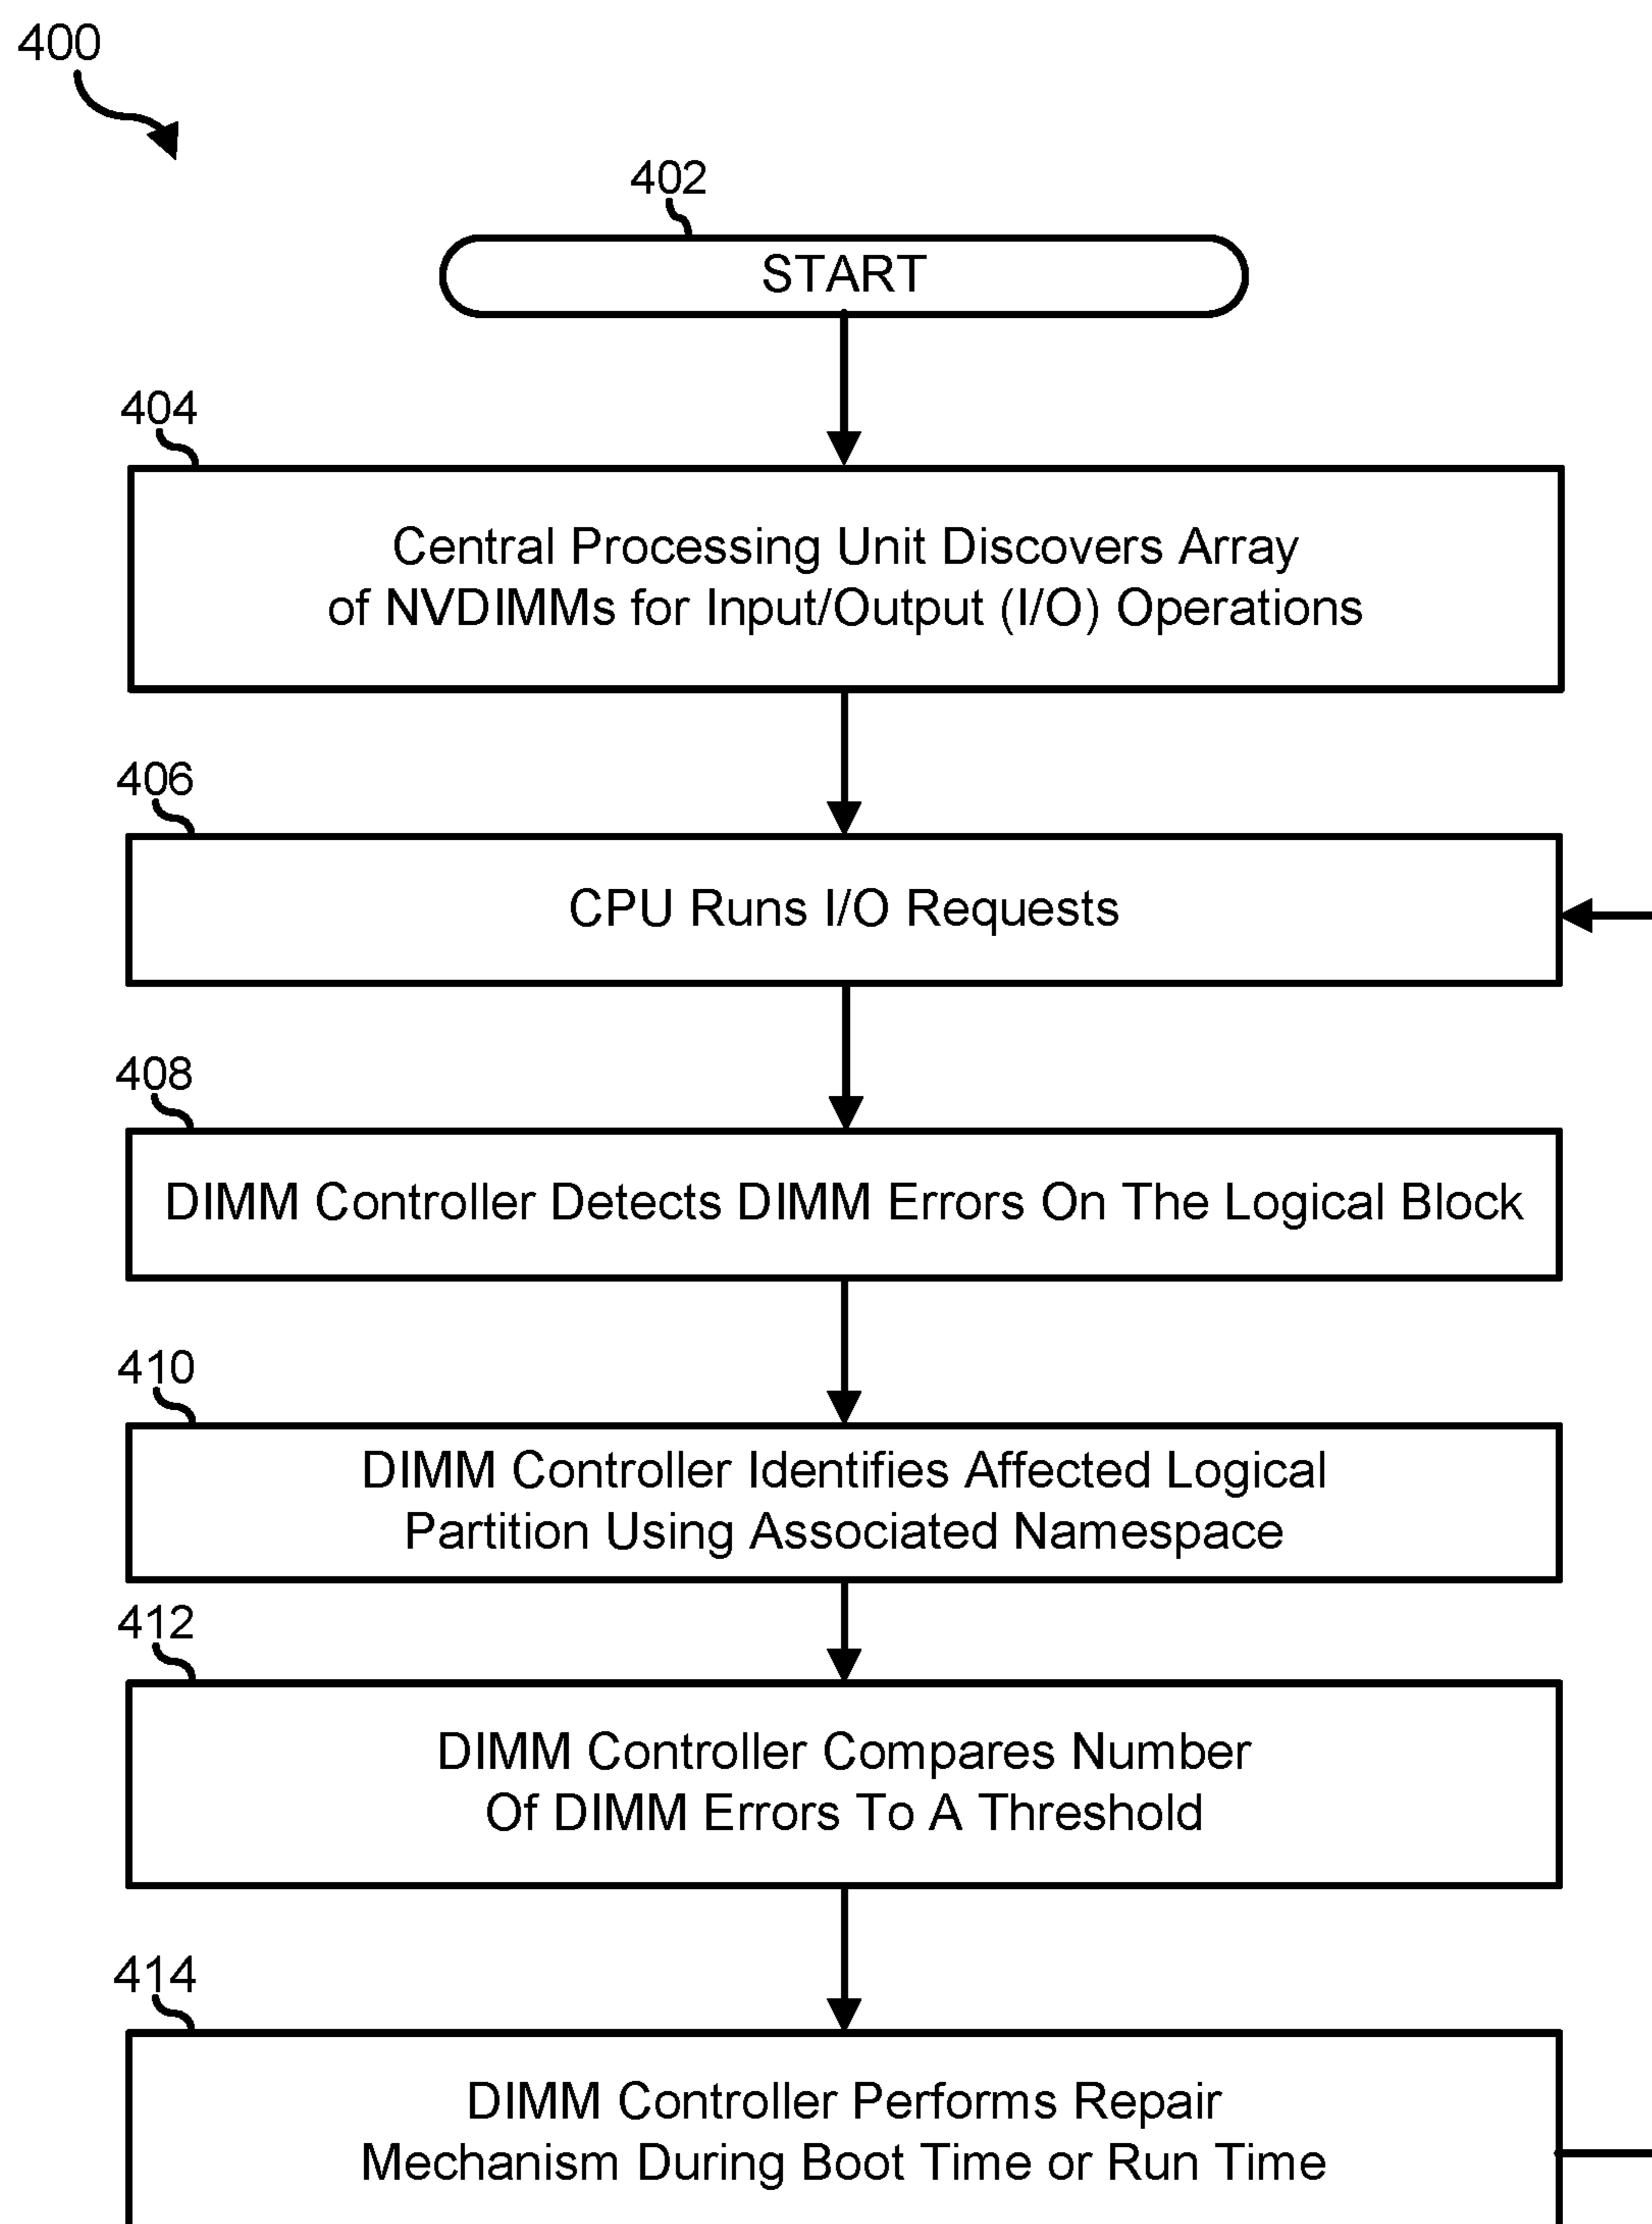 400
402
START
404
Central Processing Unit Discovers Array
of NVDIMMs for Input/Output (I/O) Operations
406
CPU Runs I/O Requests
408
DIMM Controller Detects DIMM Errors On The Logical Block
410
DIMM Controller Identifies Affected Logical
Partition Using Associated Namespace
412
DIMM Controller Compares Number
Of DIMM Errors To A Threshold
414
DIMM Controller Performs Repair
Mechanism During Boot Time or Run Time